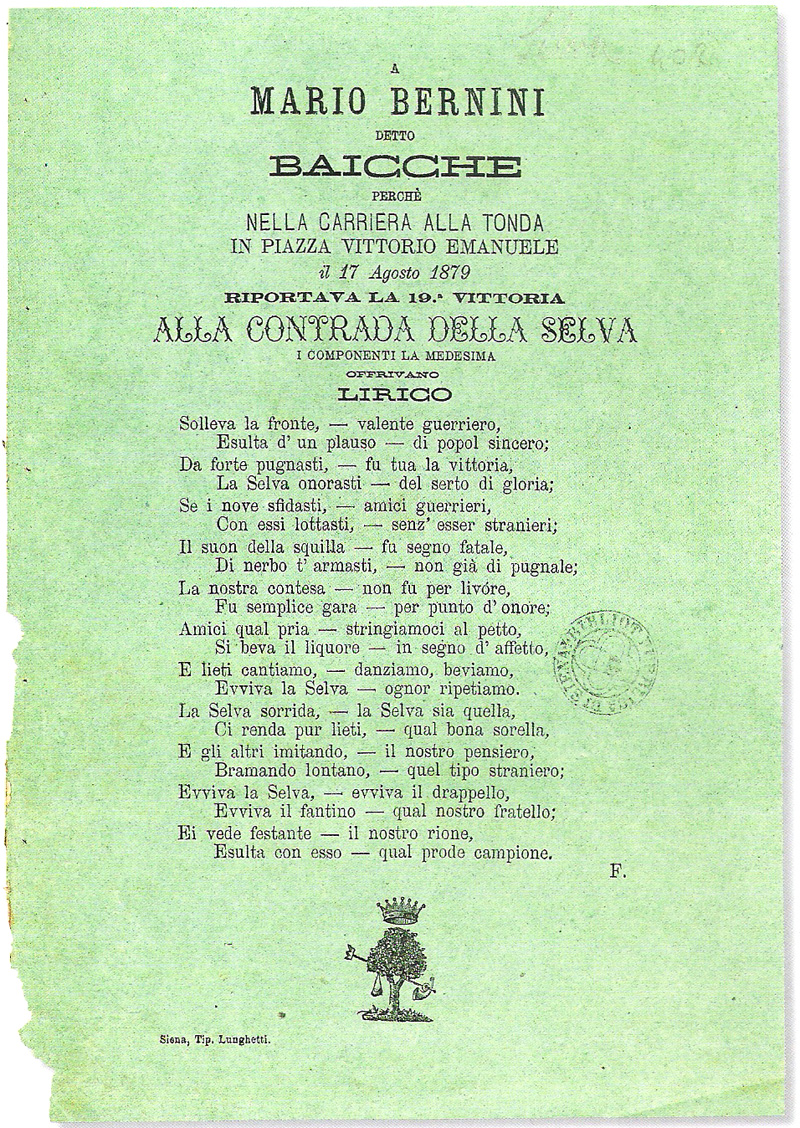 A
MARIO BERNINI
DETTO
BAICCHE
PERCHÈ
NELLA CARRIERA ALLA TONDA
IN PIAZZA VITTORIO EMANUELE
il 17 Agosto 1879
RIPORTAVA LA 19.ª VITTORIA
ALLA CONTRADA DELLA SELVA
I COMPONENTI LA MEDESIMA
OFFRIVANO
LIRICO
Solleva la fronte, — valente guerriero,
Esulta d' un plauso — di popol sincero;
Da forte pugnasti, — fu tua la vittoria,
La Selva onorasti — del serto di gloria;
Se i nove sfidasti, — amici guerrieri,
Con essi lottasti, — senz' esser stranieri;
Il suon della squilla — fu segno fatale,
Di nerbo t' armasti, — non già di pugnale;
La nostra contesa — non fu per livóre,
Fu semplice gara — per punto d' onore;
Amici qual pria — stringiamoci al petto,
Si beva il liquore — in segno d' affetto,
E lieti cantiamo, — danziamo, beviamo,
Evviva la Selva — ognor ripetiamo.
La Selva sorrida, — la Selva sia quella,
Ci renda pur lieti, — qual bona sorella,
E gli altri imitando, — il nostro pensiero,
Bramando lontano, — quel tipo straniero;
Evviva la Selva, — evviva il drappello,
Evviva il fantino — qual nostro fratello;
Ei vede festante — il nostro rione,
Esulta con esso — qual prode campione.
F.
Siena, Tip. Lunghetti.